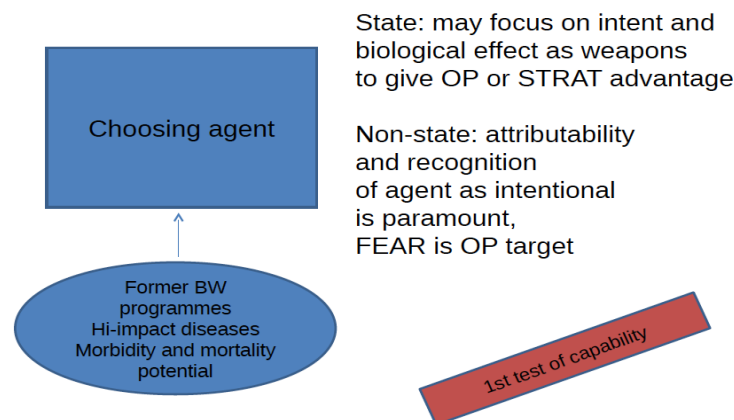 State: may focus on intent and
biological effect as weapons
to give OP or STRAT advantage
Choosing agent
Non-state: attributability
and recognition
of agent as intentional
is paramount,
FEAR is OP target
Former BW
programmes
Hi-impact diseases
Morbidity and mortality
potential
1st test of capability